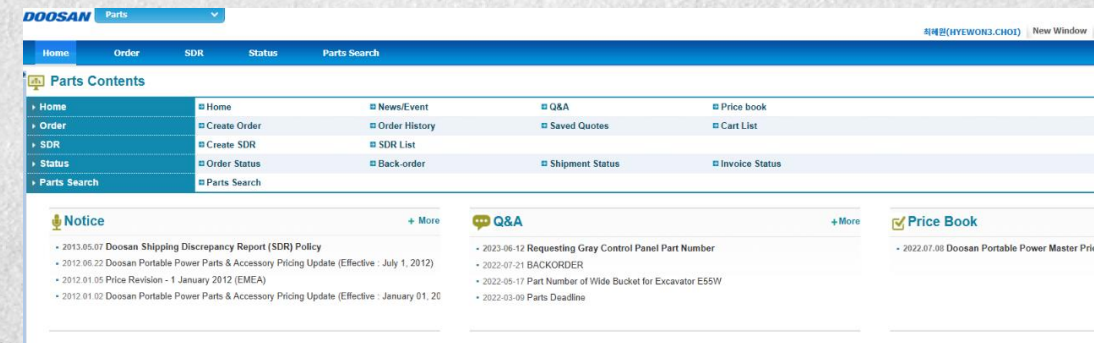 DOOSAN Parts
최혜원(HYEWON3.CHOI) New Window
Home Order SDR Status Parts Search
Parts Contents
Home Home News/Event Q&A Price book
Order Create Order Order History Saved Quotes Cart List
SDR Create SDR SDR List
Status Order Status Back-order Shipment Status Invoice Status
Parts Search Parts Search
Notice + More
2013.05.07 Doosan Shipping Discrepancy Report (SDR) Policy
2012.06.22 Doosan Portable Power Parts & Accessory Pricing Update (Effective : July 1, 2012)
2012.01.05 Price Revision - 1 January 2012 (EMEA)
2012.01.02 Doosan Portable Power Parts & Accessory Pricing Update (Effective : January 01, 20
Q&A +More
2023-06-12 Requesting Gray Control Panel Part Number
2022-07-21 BACKORDER
2022-05-17 Part Number of Wide Bucket for Excavator E55W
2022-03-09 Parts Deadline
Price Book
2022.07.08 Doosan Portable Power Master Pri